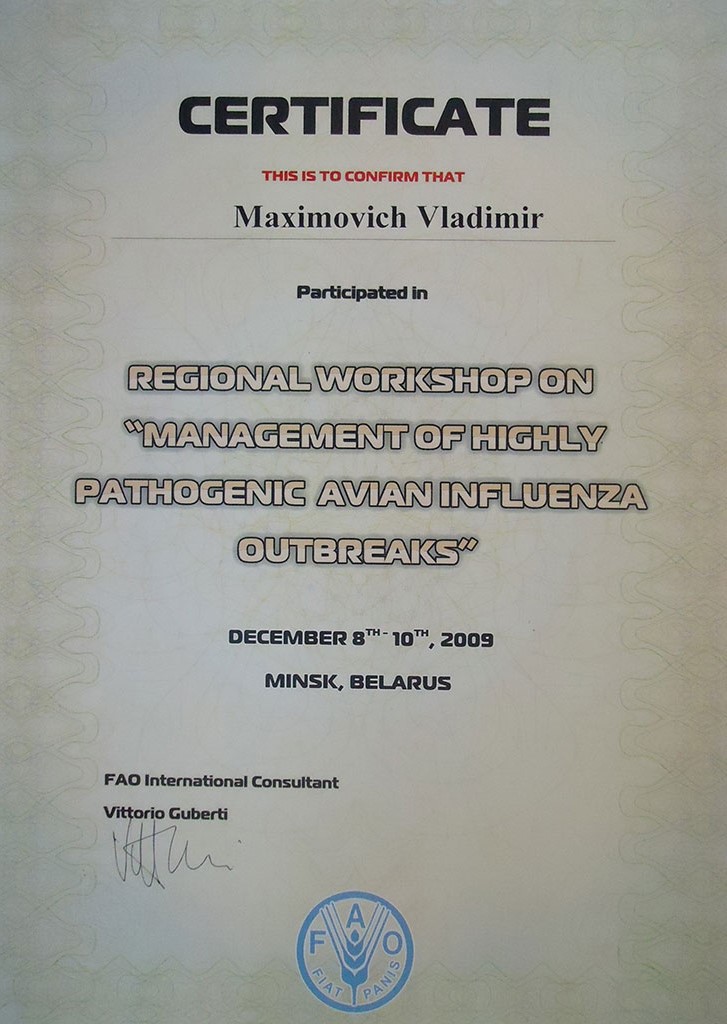 CERTIFICATE
THIS IS TO CONFIRM THAT
Maximovich Vladimir
Participated in
REGIONAL WORKSHOP ON
“MANAGEMENT OF HIGHLY
PATHOGENIC AVIAN INFLUENZA
OUTBREAKS”
DECEMBER 8TH- 10TH, 2009
MINSK, BELARUS
FAO International Consultant
Vittorio Guberti
F A O
FIAT PANIS